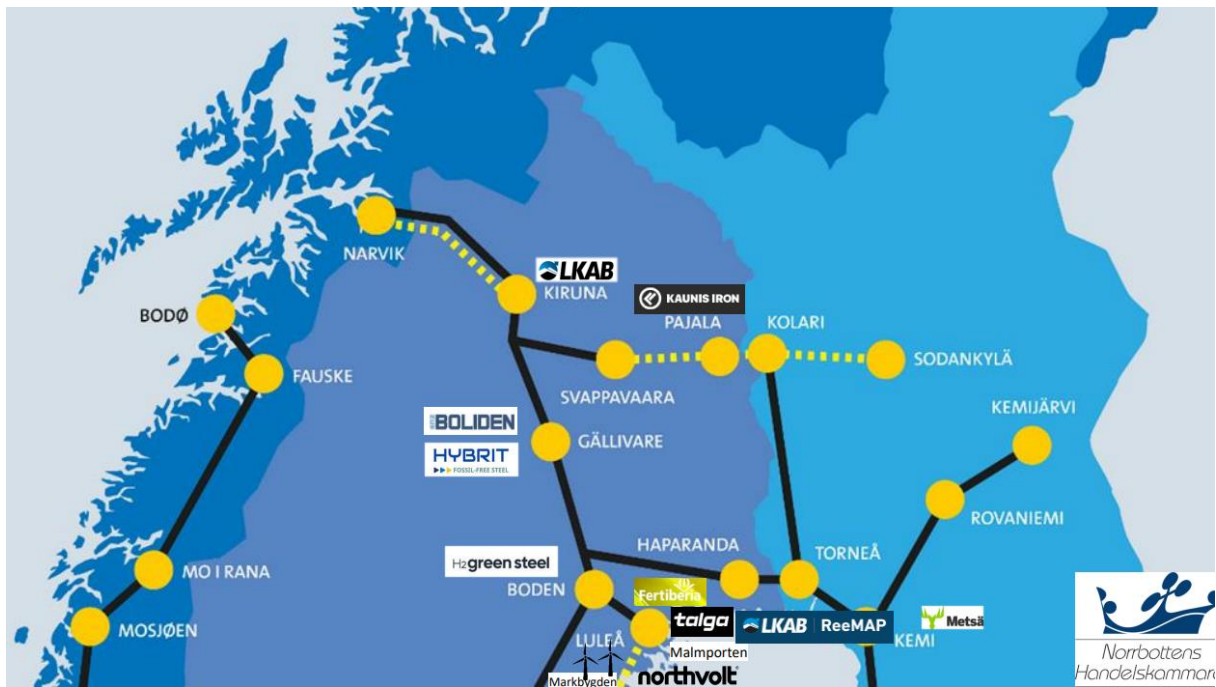 NARVIK
LKAB
KIRUNA
KAUNIS IRON
PAJALA
KOLARI
BODØ
FAUSKE
SVAPPAVAARA
SODANKYLÄ
KEMIJÄRVI
BOLIDEN
GÄLLIVARE
HYBRIT
FOSSIL-FREE STEEL
ROVANIEMI
HAPARANDA
TORNEÅ
H2green steel
BODEN
MO I RANA
Fertiberia
talga
LKAB ReeMAP
Metsä
MOSJØEN
LULEÅ
KEMI
Malmporten
Markbygden
northvolt
Norrbottens
Handelskammar